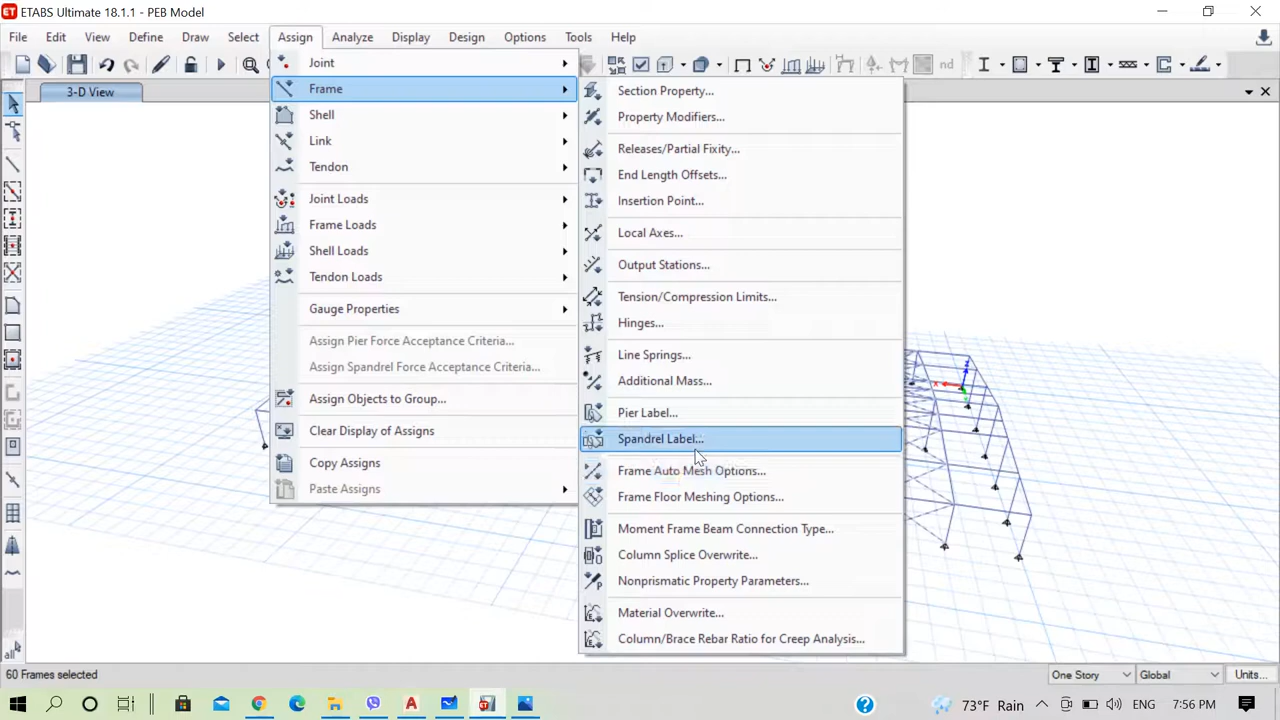 ETABS Ultimate 18.1.1 - PEB Model
File Edit View Define Draw Select Assign Analyze Display Design Options Tools Help
nd
3-D View
Joint
Frame
Shell
Link
Tendon
Joint Loads
Frame Loads
Shell Loads
Tendon Loads
Gauge Properties
Assign Pier Force Acceptance Criteria...
Assign Spandrel Force Acceptance Criteria...
Assign Objects to Group...
Clear Display of Assigns
Copy Assigns
Paste Assigns
Section Property...
Property Modifiers...
Releases/Partial Fixity...
End Length Offsets...
Insertion Point...
Local Axes...
Output Stations...
Tension/Compression Limits...
Hinges...
Line Springs...
Additional Mass...
Pier Label...
Spandrel Label...
Frame Auto Mesh Options...
Frame Floor Meshing Options...
Moment Frame Beam Connection Type...
Column Splice Overwrite...
Nonprismatic Property Parameters...
Material Overwrite...
Column/Brace Rebar Ratio for Creep Analysis...
all
60 Frames selected
One Story Global Units...
73°F Rain ENG 7:56 PM